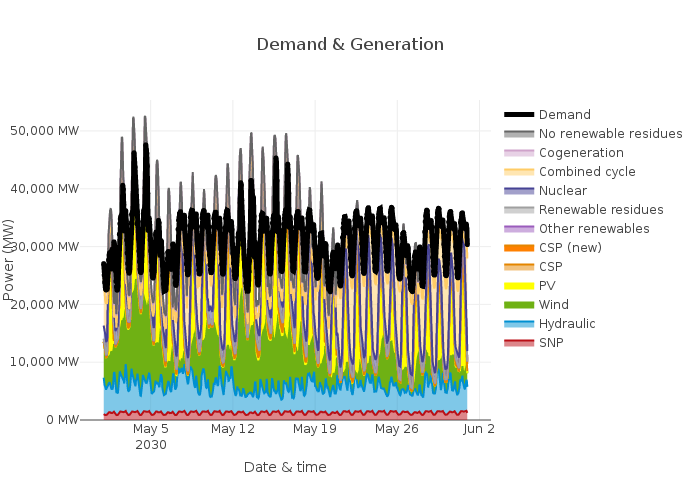 Demand & Generation
50,000 MW
40,000 MW
30,000 MW
20,000 MW
10,000 MW
0 MW
Power (MW)
May 5
2030
May 12
May 19
May 26
Jun 2
Date & time
Demand
No renewable residues
Cogeneration
Combined cycle
Nuclear
Renewable residues
Other renewables
CSP (new)
CSP
PV
Wind
Hydraulic
SNP